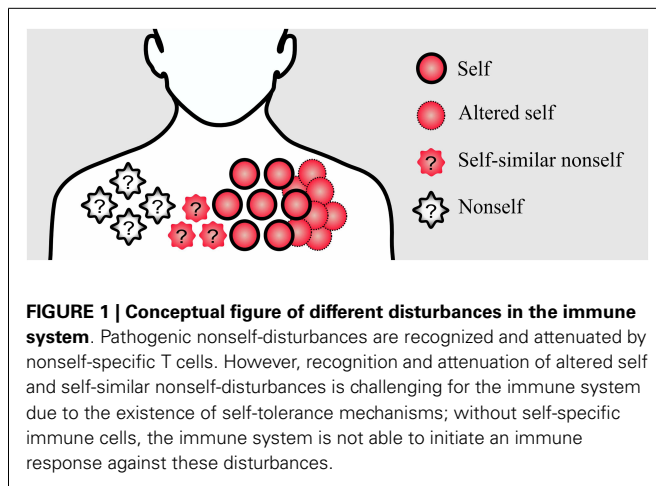 Self
Altered self
? Self-similar nonself
? Nonself
?
? ?
?
?
? ?
FIGURE 1 | Conceptual figure of different disturbances in the immune
system. Pathogenic nonself-disturbances are recognized and attenuated by
nonself-specific T cells. However, recognition and attenuation of altered self
and self-similar nonself-disturbances is challenging for the immune system
due to the existence of self-tolerance mechanisms; without self-specific
immune cells, the immune system is not able to initiate an immune
response against these disturbances.